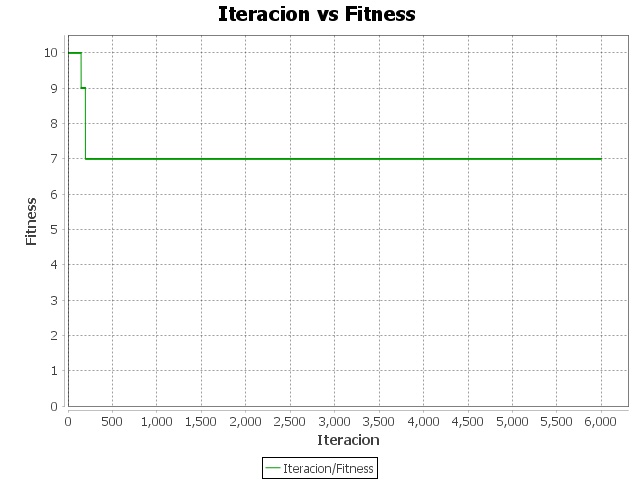 Iteracion vs Fitness
10
9
8
7
6
5
4
3
2
1
0
Fitness
0 500 1,000 1,500 2,000 2,500 3,000 3,500 4,000 4,500 5,000 5,500 6,000
Iteracion
Iteracion/Fitness